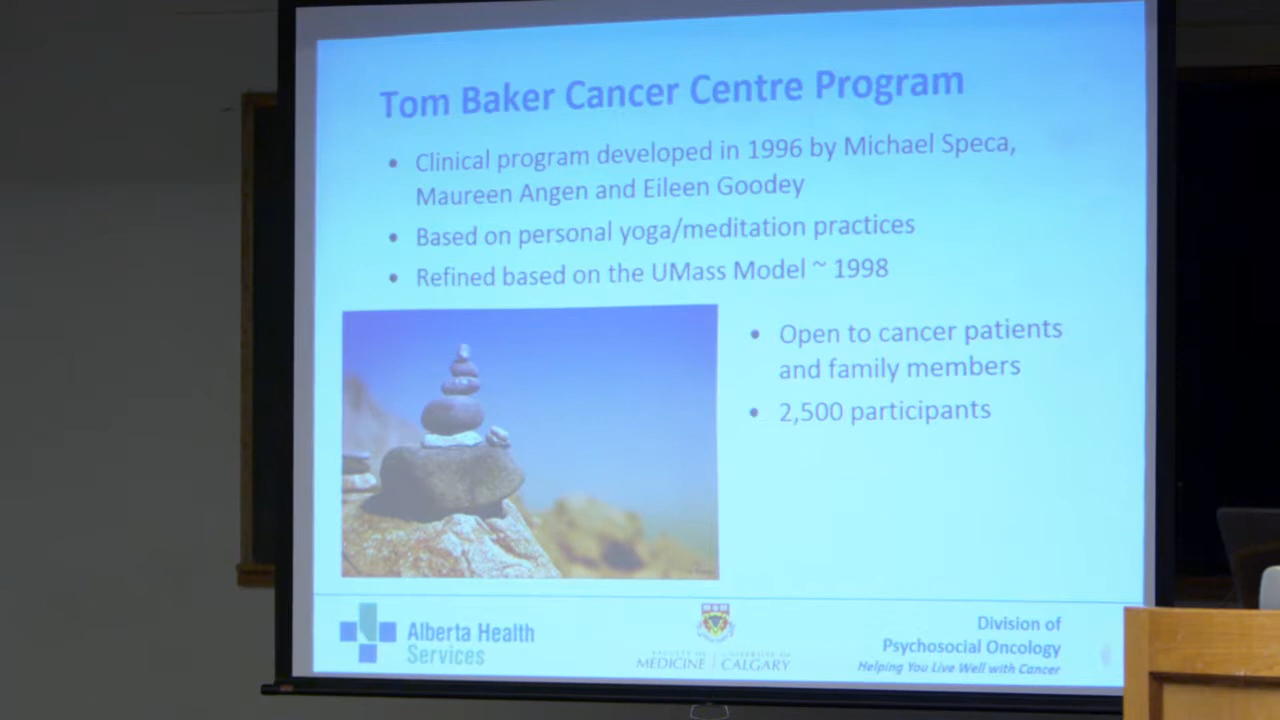 Tom Baker Cancer Centre Program
• Clinical program developed in 1996 by Michael Speca,
Maureen Angen and Eileen Goodey
• Based on personal yoga/meditation practices
• Refined based on the UMass Model ~ 1998
• Open to cancer patients
and family members
• 2,500 participants
Alberta Health
Services
FACULTY OF | UNIVERSITY OF
MEDICINE | CALGARY
Division of
Psychosocial Oncology
Helping You Live Well with Cancer